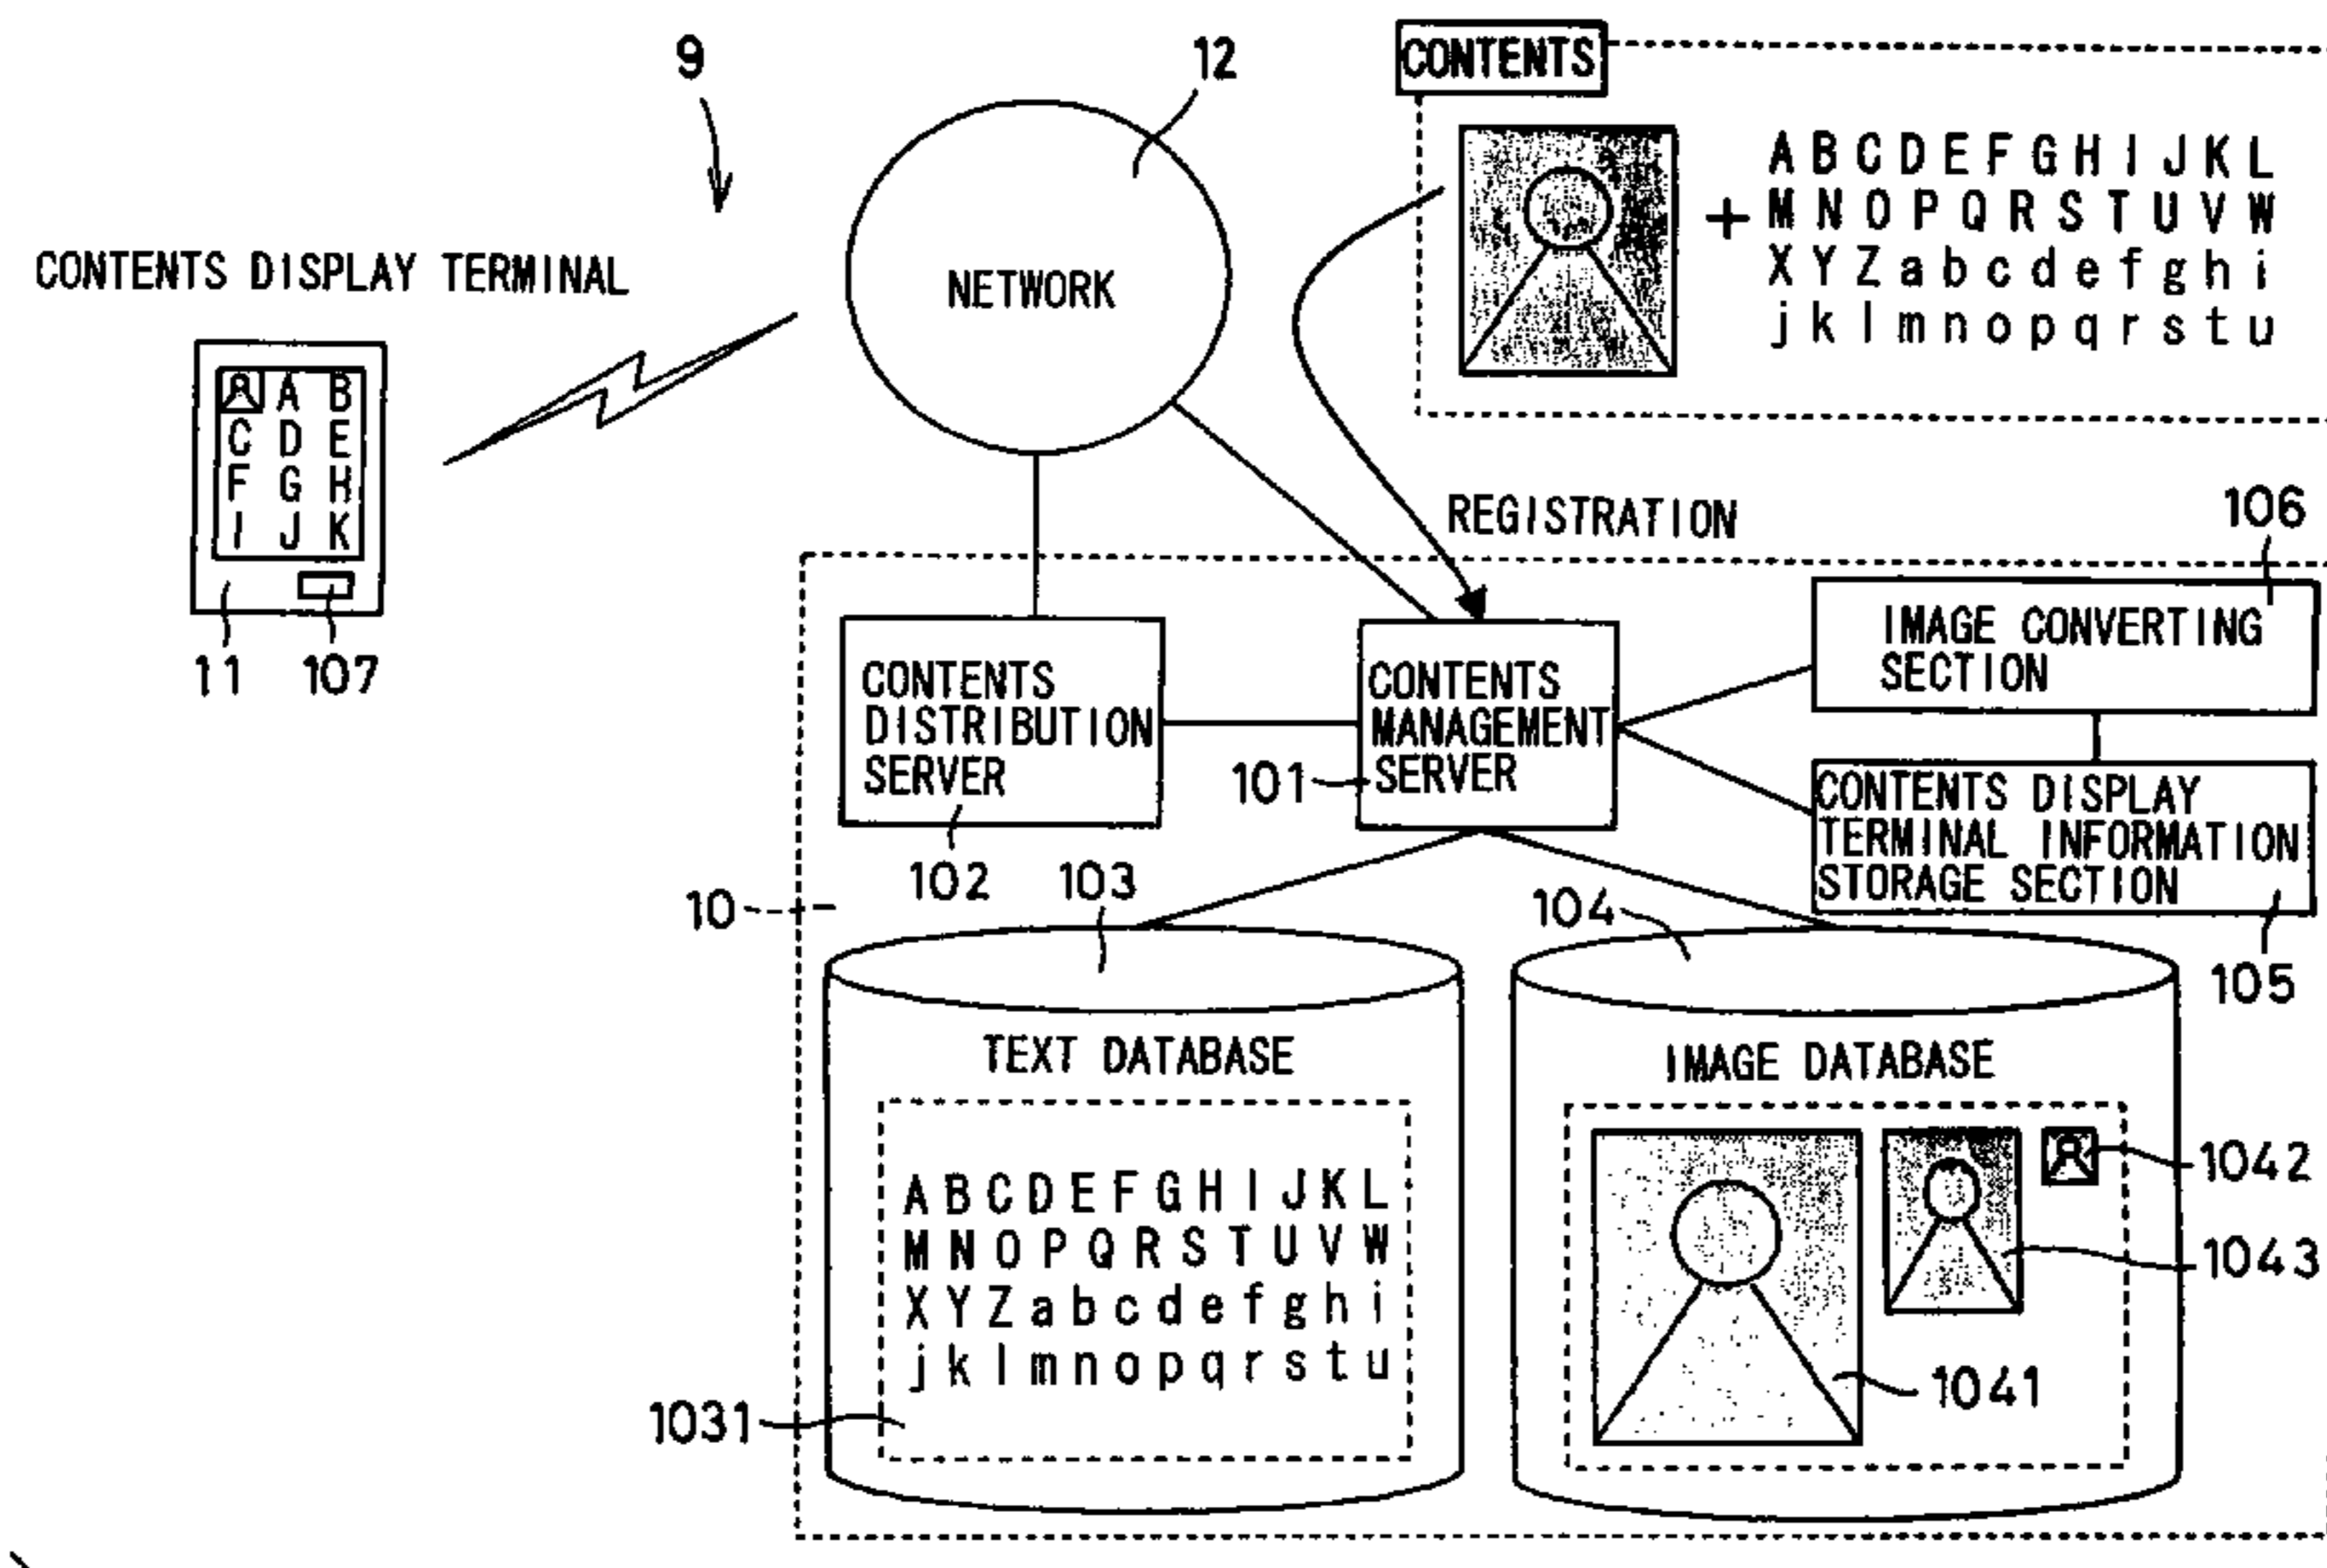 9
12
CONTENTS
A B C D E F G H I J K L
+ M N O P Q R S T U V W
X Y Z a b c d e f g h i
j k l m n o p q r s t u
CONTENTS DISPLAY TERMINAL
NETWORK
A B
C D E
F G H
I J K
11
107
REGISTRATION
106
IMAGE CONVERTING
SECTION
CONTENTS
DISTRIBUTION
SERVER
102
CONTENTS
MANAGEMENT
SERVER
101
CONTENTS DISPLAY
TERMINAL INFORMATION
STORAGE SECTION
105
10
103
104
TEXT DATABASE
A B C D E F G H I J K L
M N O P Q R S T U V W
X Y Z a b c d e f g h i
j k l m n o p q r s t u
1031
IMAGE DATABASE
1042
1043
1041